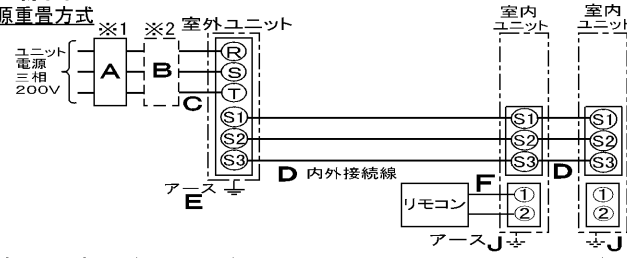 源重畳方式
※1 ※2 室外ユニット 室内 室内
ユニット ユニット
ユニット
電源
三相
200V
A B C
R
S
T
S1 S1 S1
S2 S2 S2
S3 S3 S3
D 内外接続線 D
アース
E
F
リモコン
① ①
② ②
アース J J